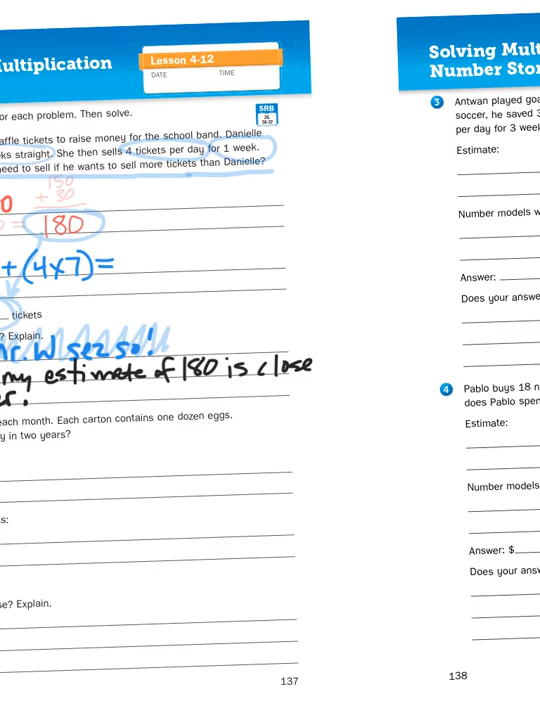 ultiplication
Lesson 4-12
DATE TIME
or each problem. Then solve.
SRB
affle tickets to raise money for the school band. Danielle
ks straight. She then sells 4 tickets per day for 1 week.
need to sell if he wants to sell more tickets than Danielle?
150
+ 30
0
= 180
+ (4x7)=
tickets
? Explain.
r. W sez so!
my estimate of 180 is close
er.
each month. Each carton contains one dozen eggs.
y in two years?
s:
se? Explain.
137
Solving Mult
Number Stor
3 Antwan played goa
soccer, he saved 3
per day for 3 week
Estimate:
Number models w
Answer:
Does your answe
4 Pablo buys 18 n
does Pablo spen
Estimate:
Number models
Answer: $
Does your answ
138